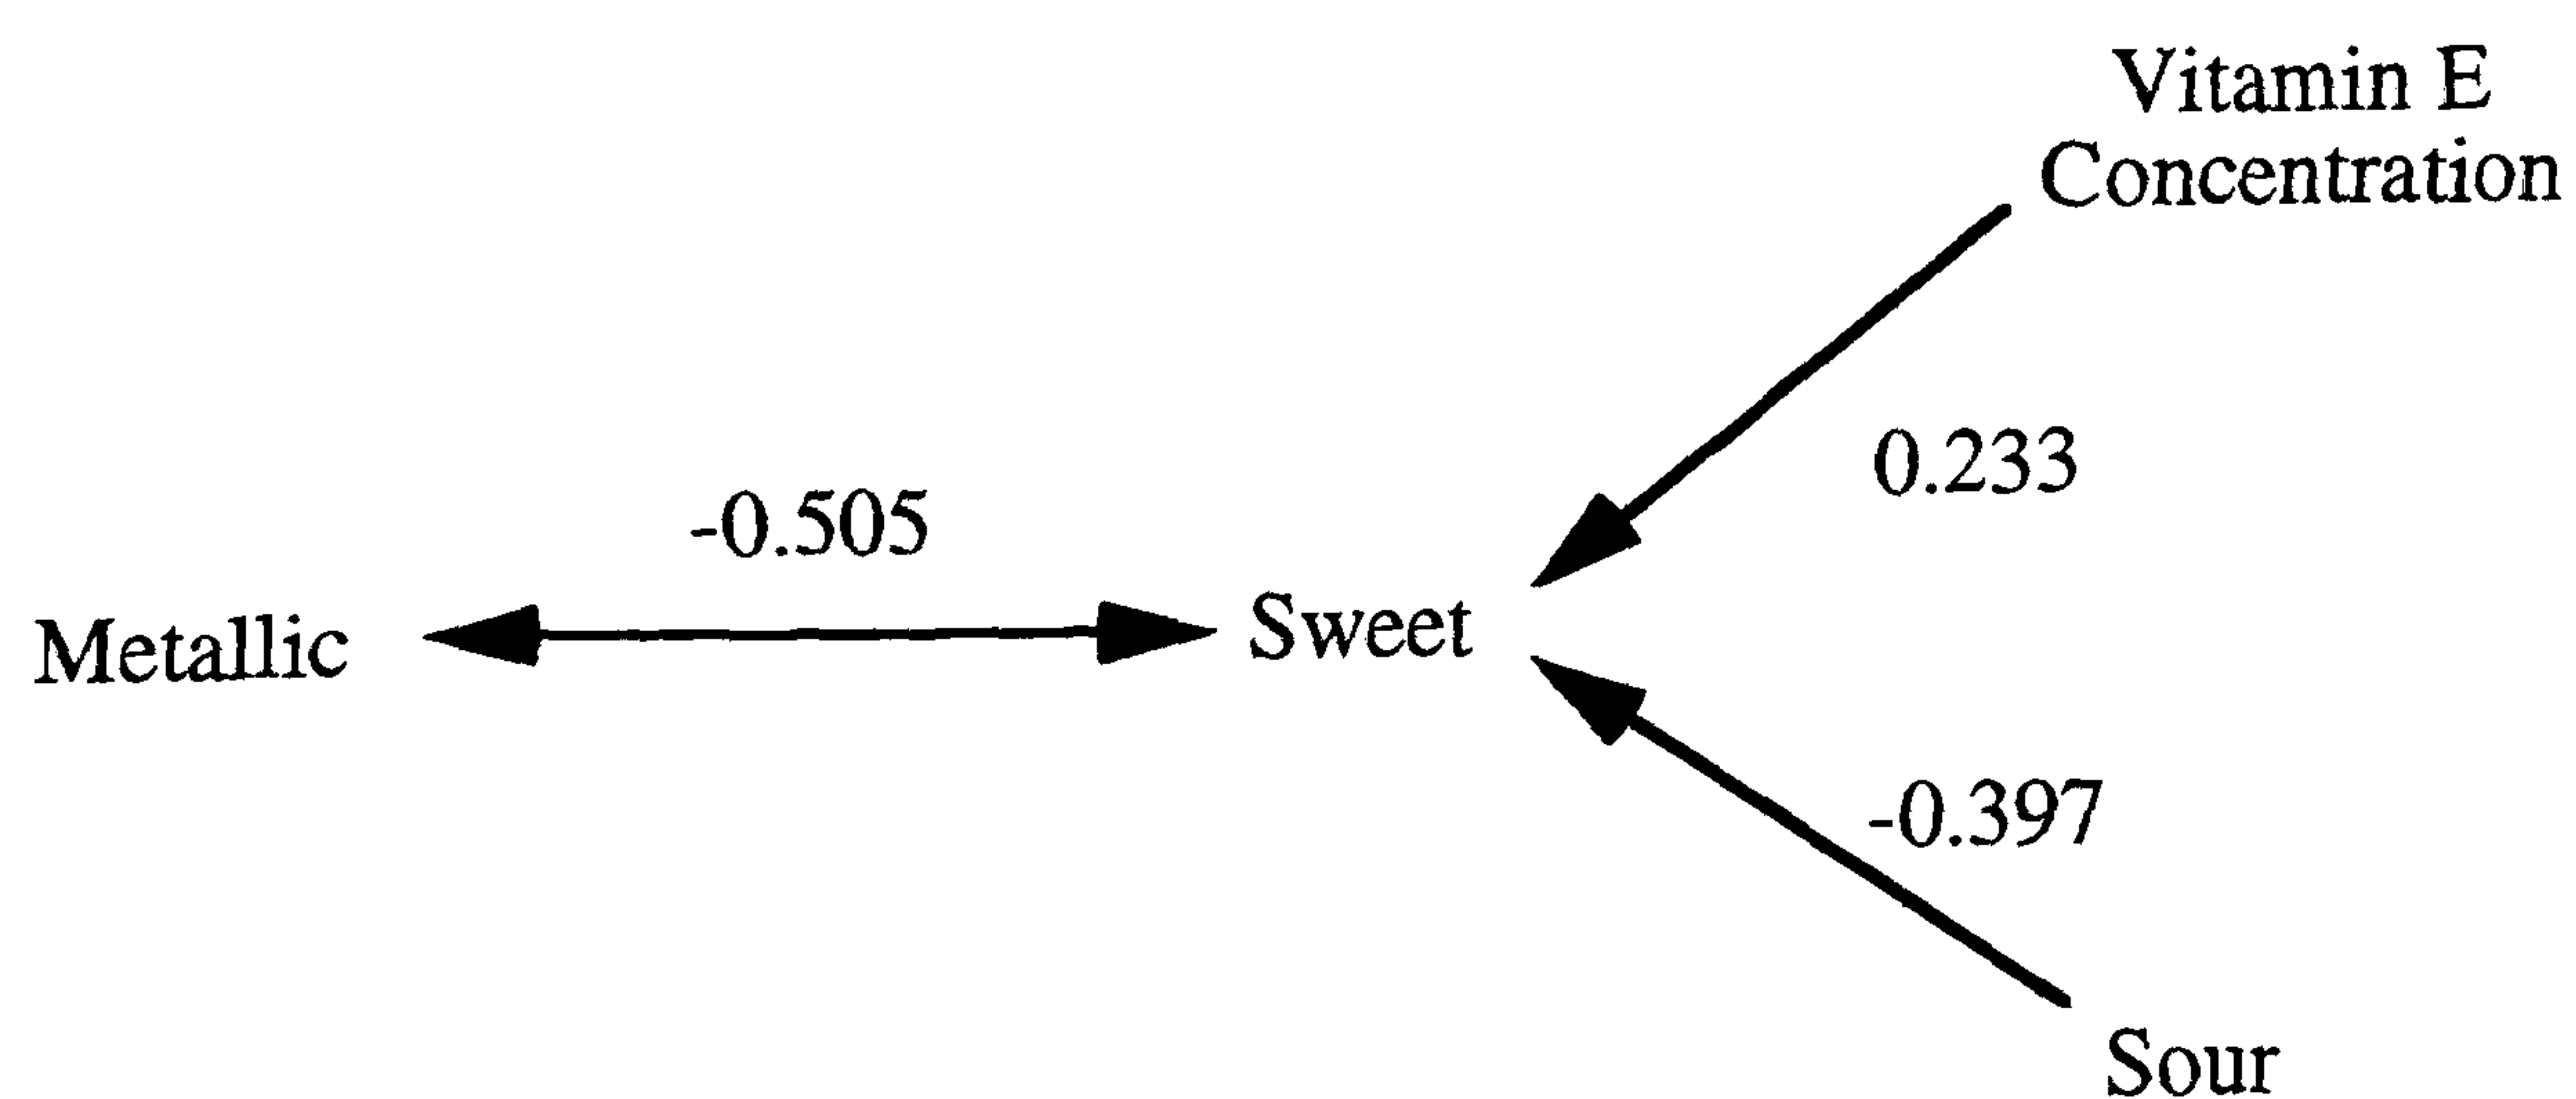 Vitamin E
Concentration
0.233
-0.505
Metallic
Sweet
-0.397
Sour